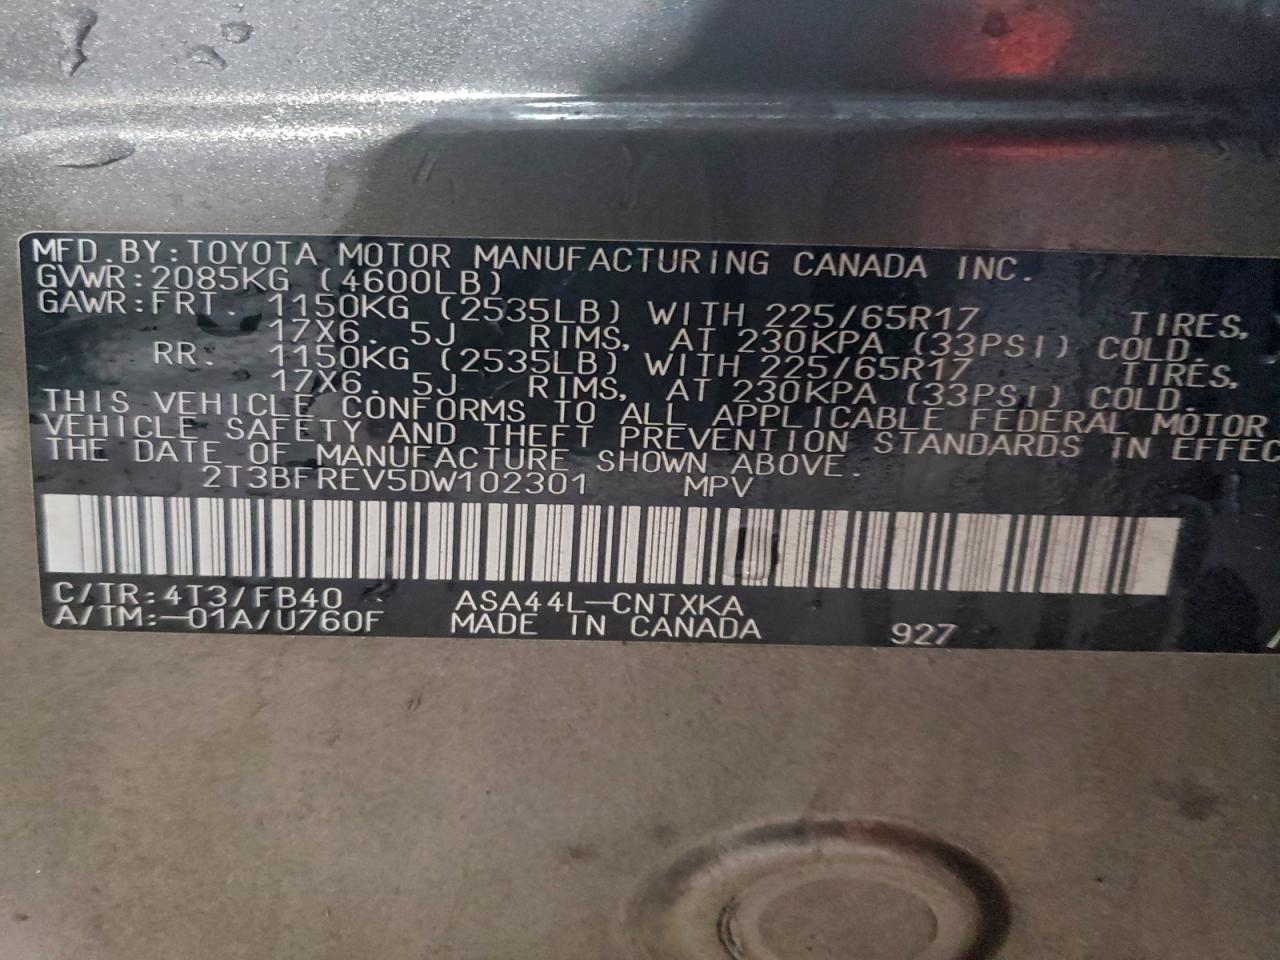 MFD.BY:TOYOTA MOTOR MANUFACTURING CANADA INC.
GVWR:2085KG (4600LB)
GAWR:FRT. 1150KG (2535LB) WITH 225/65R17 TIRES,
17X6.5J RIMS, AT 230KPA (33PSI) COLD.
RR: 1150KG (2535LB) WITH 225/65R17 TIRES,
17X6.5J RIMS, AT 230KPA (33PSI) COLD.
THIS VEHICLE CONFORMS TO ALL APPLICABLE FEDERAL MOTOR
VEHICLE SAFETY AND THEFT PREVENTION STANDARDS IN EFFEC
THE DATE OF MANUFACTURE SHOWN ABOVE.
2T3BFREV5DW102301 MPV
C/TR:4T3/FB40 ASA44L-CNTXKA
A/TM:-01A/U760F MADE IN CANADA 927